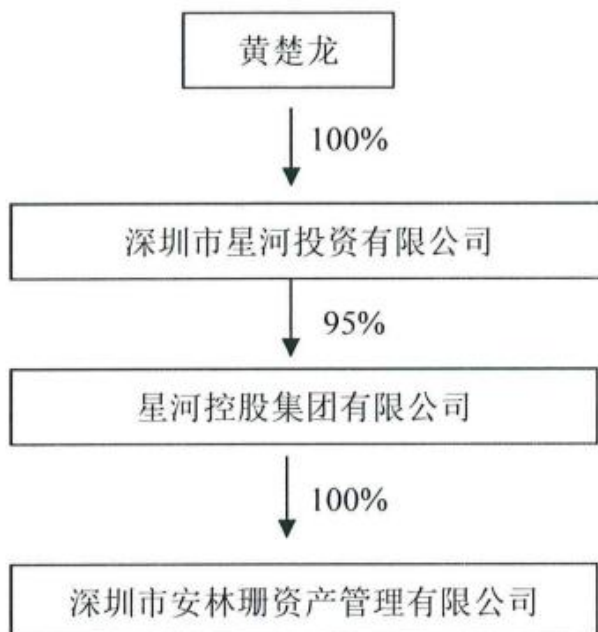 黄楚龙
100%
深圳市星河投资有限公司
95%
星河控股集团有限公司
100%
深圳市安林珊资产管理有限公司